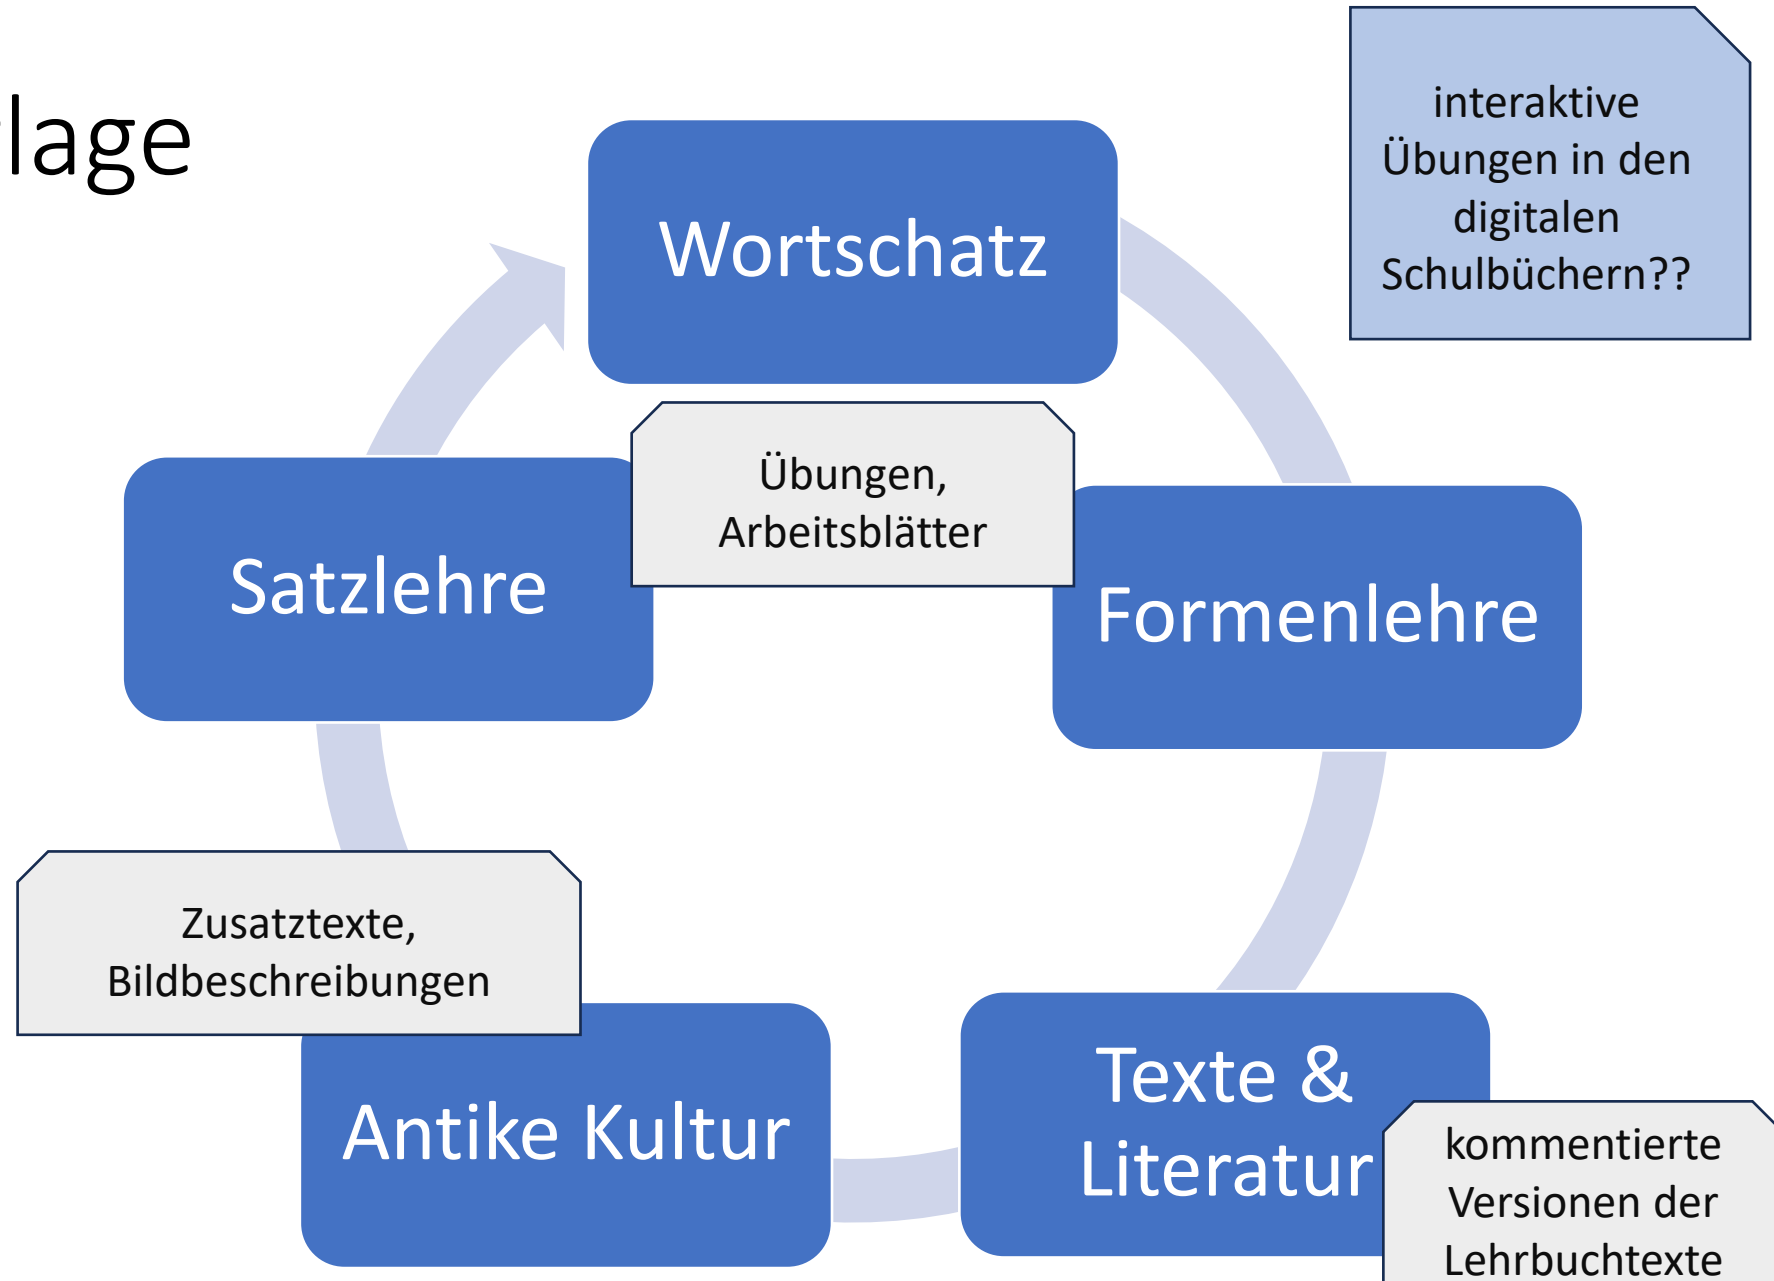 lage
interaktive
Übungen in den
digitalen
Schulbüchern??
Wortschatz
Übungen,
Arbeitsblätter
Satzlehre
Formenlehre
Zusatztexte,
Bildbeschreibungen
Antike Kultur
Texte &
Literatur
kommentierte
Versionen der
Lehrbuchtexte